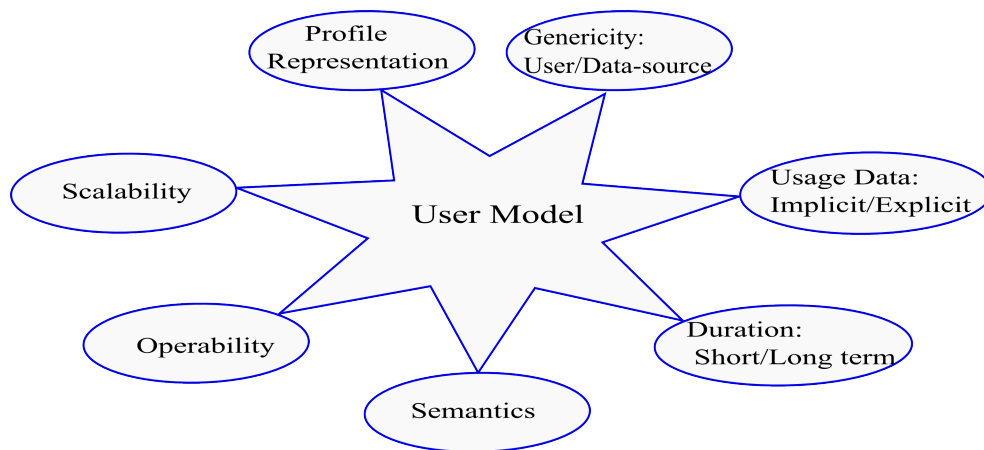 Profile
Representation
Genericity:
User/Data-source
Scalability
Usage Data:
Implicit/Explicit
User Model
Operability
Duration:
Short/Long term
Semantics